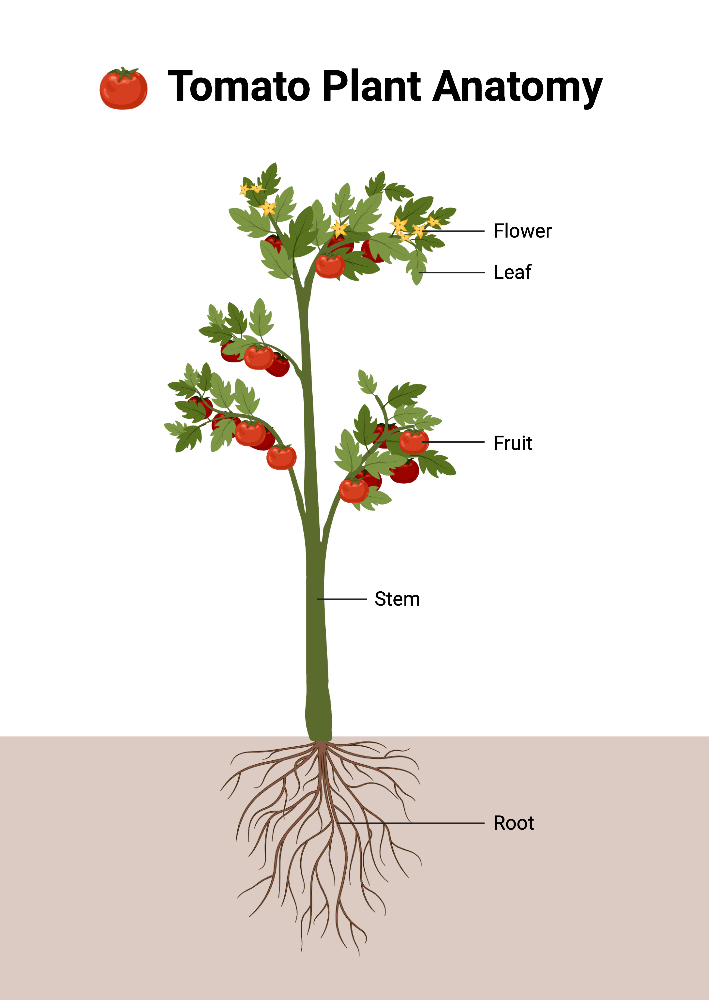 Tomato Plant Anatomy
Flower
Leaf
Fruit
Stem
Root